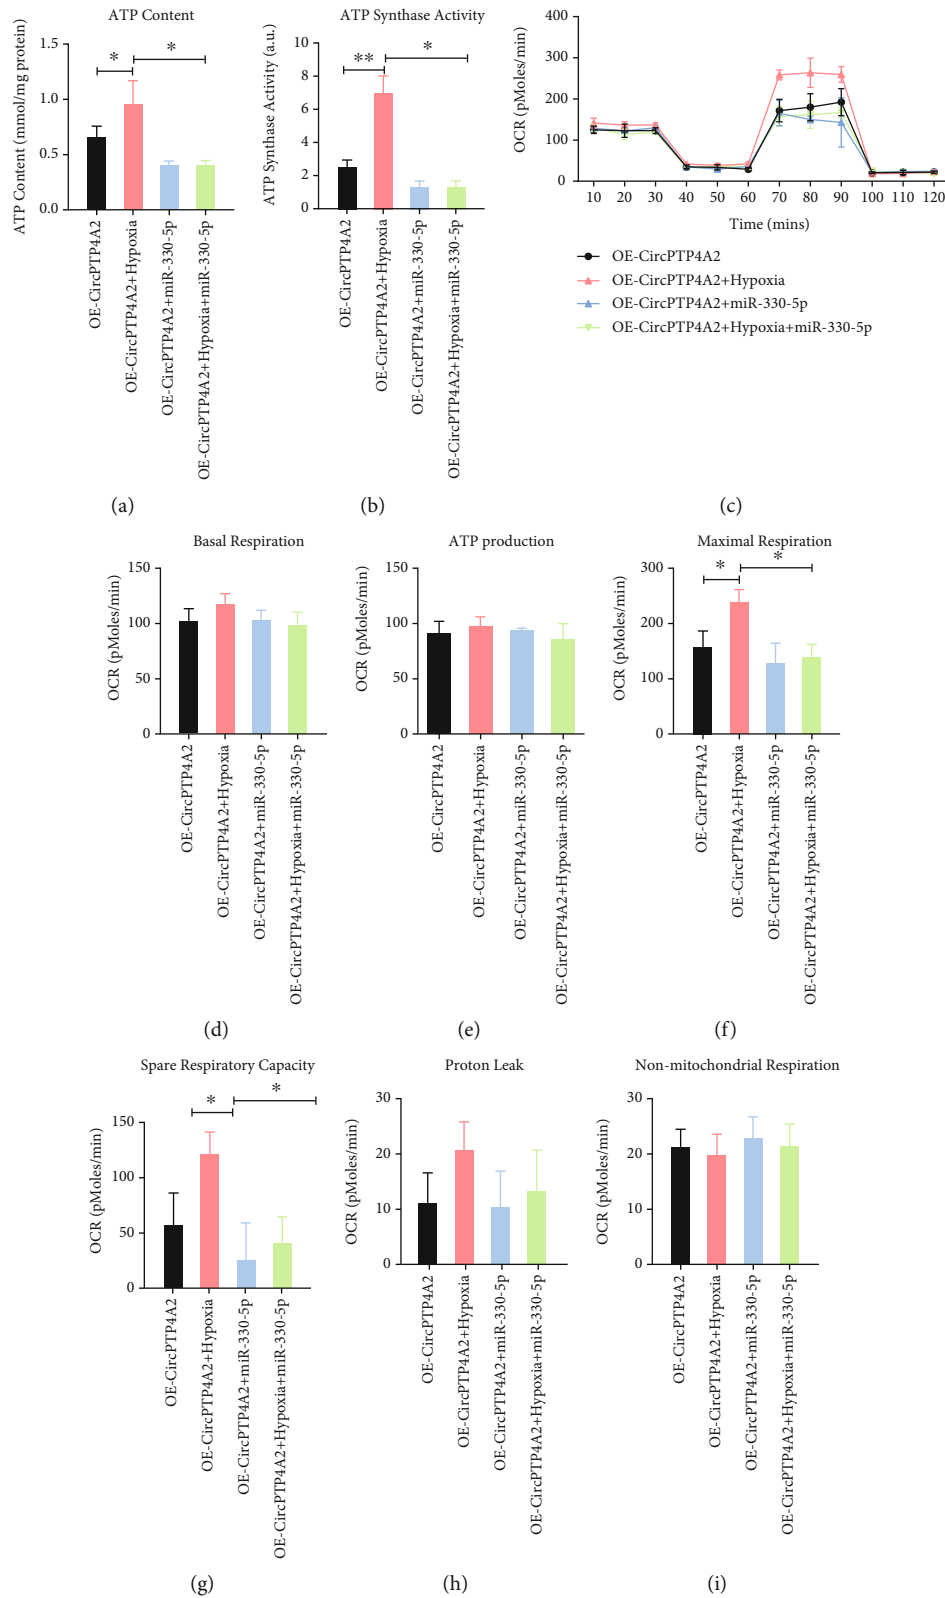 ATP Content
ATP Content (mmol/mg protein)
1.5
1.0
0.5
0.0
*
*
OE-CircPTP4A2
OE-CircPTP4A2+Hypoxia
OE-CircPTP4A2+miR-330-5p
OE-CircPTP4A2+Hypoxia+miR-330-5p
(a)
ATP Synthase Activity
ATP Synthase Activity (a.u.)
10
8
6
4
2
0
**
*
OE-CircPTP4A2
OE-CircPTP4A2+Hypoxia
OE-CircPTP4A2+miR-330-5p
OE-CircPTP4A2+Hypoxia+miR-330-5p
(b)
OCR (pMoles/min)
400
300
200
100
0
10 20 30 40 50 60 70 80 90 100 110 120
Time (mins)
OE-CircPTP4A2
OE-CircPTP4A2+Hypoxia
OE-CircPTP4A2+miR-330-5p
OE-CircPTP4A2+Hypoxia+miR-330-5p
(c)
Basal Respiration
OCR (pMoles/min)
150
100
50
0
OE-CircPTP4A2
OE-CircPTP4A2+Hypoxia
OE-CircPTP4A2+miR-330-5p
OE-CircPTP4A2+Hypoxia+miR-330-5p
(d)
ATP production
OCR (pMoles/min)
150
100
50
0
OE-CircPTP4A2
OE-CircPTP4A2+Hypoxia
OE-CircPTP4A2+miR-330-5p
OE-CircPTP4A2+Hypoxia+miR-330-5p
(e)
Maximal Respiration
OCR (pMoles/min)
300
200
100
0
*
*
OE-CircPTP4A2
OE-CircPTP4A2+Hypoxia
OE-CircPTP4A2+miR-330-5p
OE-CircPTP4A2+Hypoxia+miR-330-5p
(f)
Spare Respiratory Capacity
OCR (pMoles/min)
150
100
50
0
*
*
OE-CircPTP4A2
OE-CircPTP4A2+Hypoxia
OE-CircPTP4A2+miR-330-5p
OE-CircPTP4A2+Hypoxia+miR-330-5p
(g)
Proton Leak
OCR (pMoles/min)
30
20
10
0
OE-CircPTP4A2
OE-CircPTP4A2+Hypoxia
OE-CircPTP4A2+miR-330-5p
OE-CircPTP4A2+Hypoxia+miR-330-5p
(h)
Non-mitochondrial Respiration
OCR (pMoles/min)
30
20
10
0
OE-CircPTP4A2
OE-CircPTP4A2+Hypoxia
OE-CircPTP4A2+miR-330-5p
OE-CircPTP4A2+Hypoxia+miR-330-5p
(i)